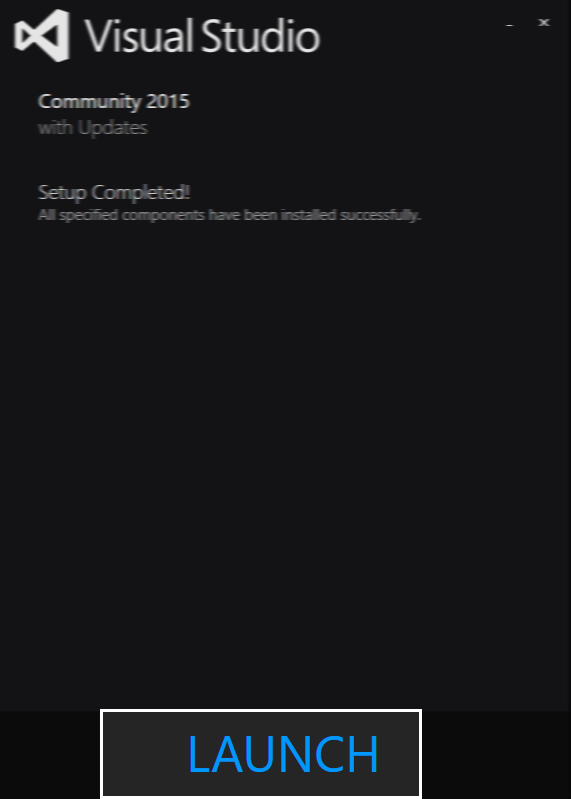 Visual Studio
Community 2015
with Updates
Setup Completed!
All specified components have been installed successfully.
LAUNCH